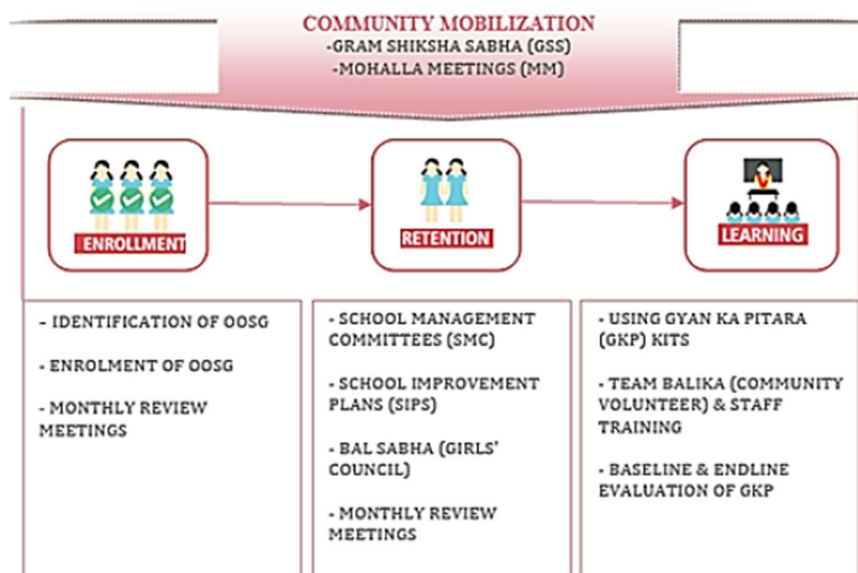 COMMUNITY MOBILIZATION
-GRAM SHIKSHA SABHA (GSS)
-MOHALLA MEETINGS (MM)
ENROLLMENT
RETENTION
LEARNING
- IDENTIFICATION OF OOSG
- ENROLMENT OF OOSG
- MONTHLY REVIEW
MEETINGS
- SCHOOL MANAGEMENT
COMMITTEES (SMC)
- SCHOOL IMPROVEMENT
PLANS (SIPS)
- BAL SABHA (GIRLS'
COUNCIL)
- MONTHLY REVIEW
MEETINGS
- USING GYAN KA PITARA
(GKP) KITS
- TEAM BALIKA (COMMUNITY
VOLUNTEER) & STAFF
TRAINING
- BASELINE & ENDLINE
EVALUATION OF GKP